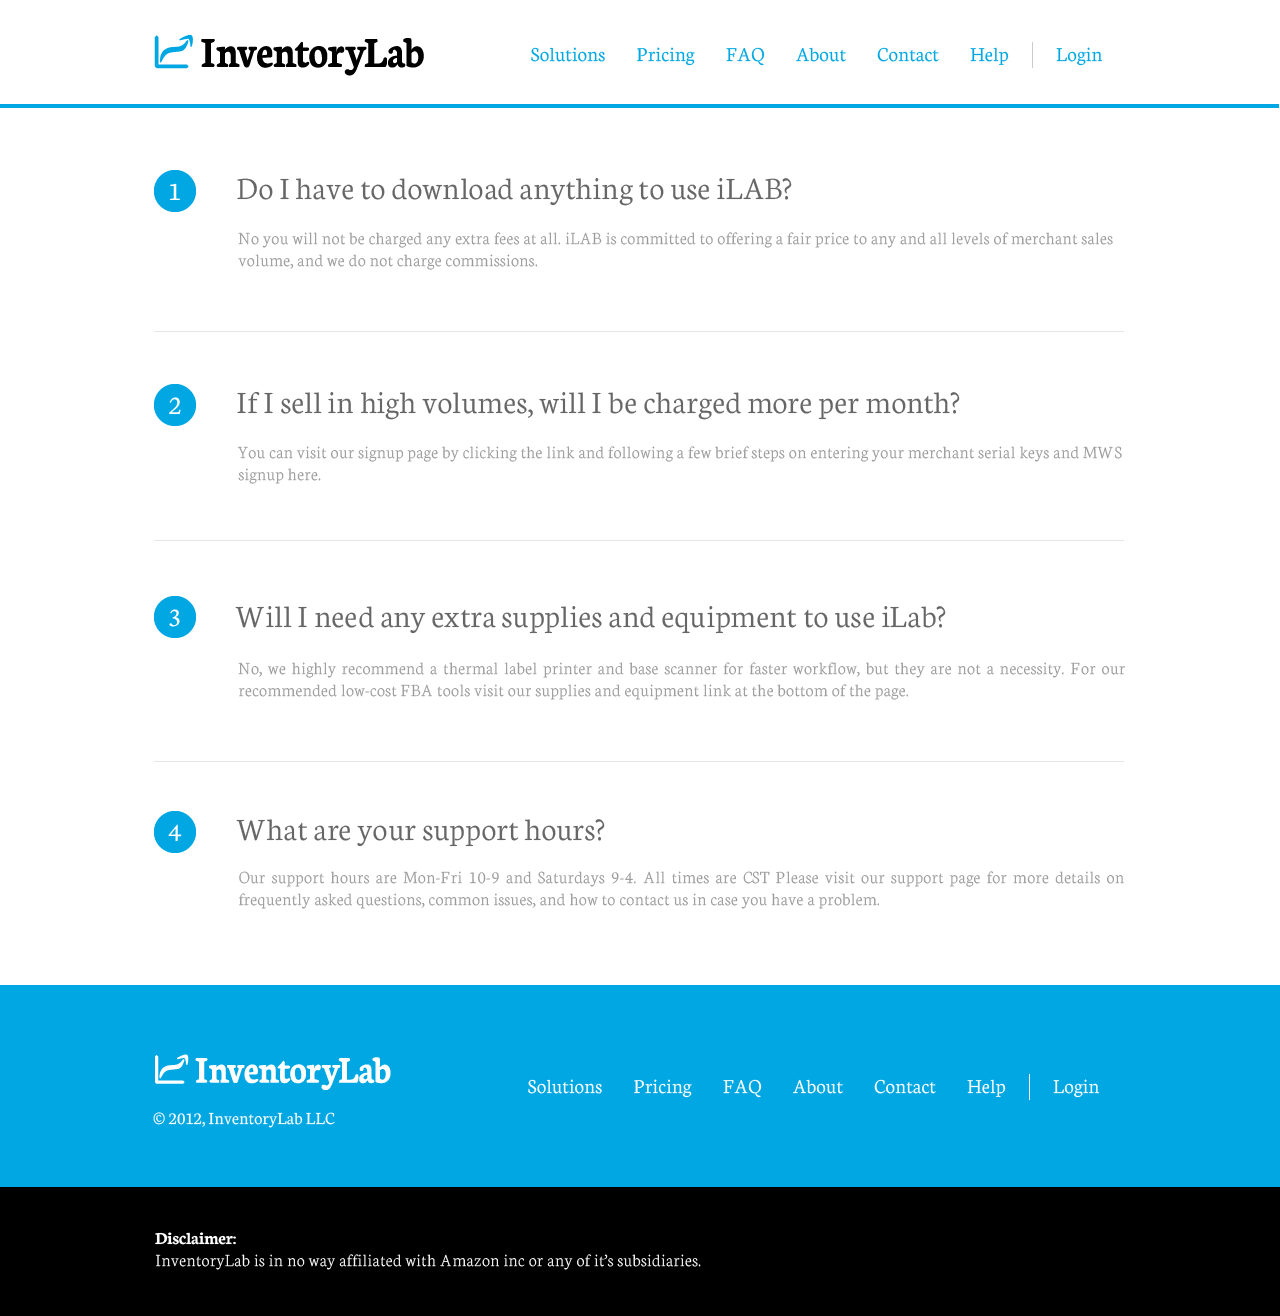 InventoryLab
Solutions Pricing FAQ About Contact Help Login
1 Do I have to download anything to use iLAB?
No you will not be charged any extra fees at all. iLAB is committed to offering a fair price to any and all levels of merchant sales
volume, and we do not charge commissions.
2 If I sell in high volumes, will I be charged more per month?
You can visit our signup page by clicking the link and following a few brief steps on entering your merchant serial keys and MWS
signup here.
3 Will I need any extra supplies and equipment to use iLab?
No, we highly recommend a thermal label printer and base scanner for faster workflow, but they are not a necessity. For our
recommended low-cost FBA tools visit our supplies and equipment link at the bottom of the page.
4 What are your support hours?
Our support hours are Mon-Fri 10-9 and Saturdays 9-4. All times are CST Please visit our support page for more details on
frequently asked questions, common issues, and how to contact us in case you have a problem.
InventoryLab
Solutions Pricing FAQ About Contact Help Login
© 2012, InventoryLab LLC
Disclaimer:
InventoryLab is in no way affiliated with Amazon inc or any of it's subsidiaries.